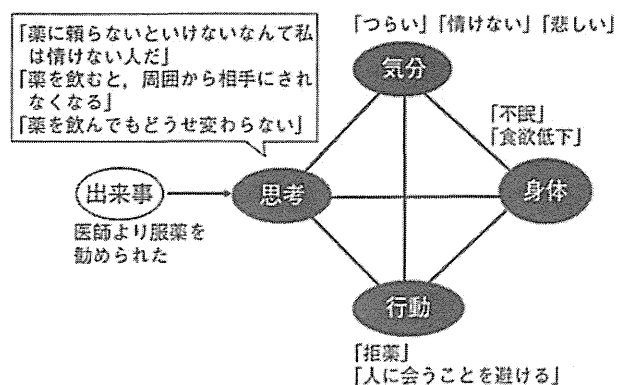 「薬に頼らないといけないなんて私
は情けない人だ」
「薬を飲むと，周囲から相手にされ
なくなる」
「薬を飲んでもどうせ変わらない」
「つらい」「情けない」「悲しい」
気分
「不眠」
「食欲低下」
出来事
思考
身体
医師より服薬を
勧められた
行動
「拒薬」
「人に会うことを避ける」